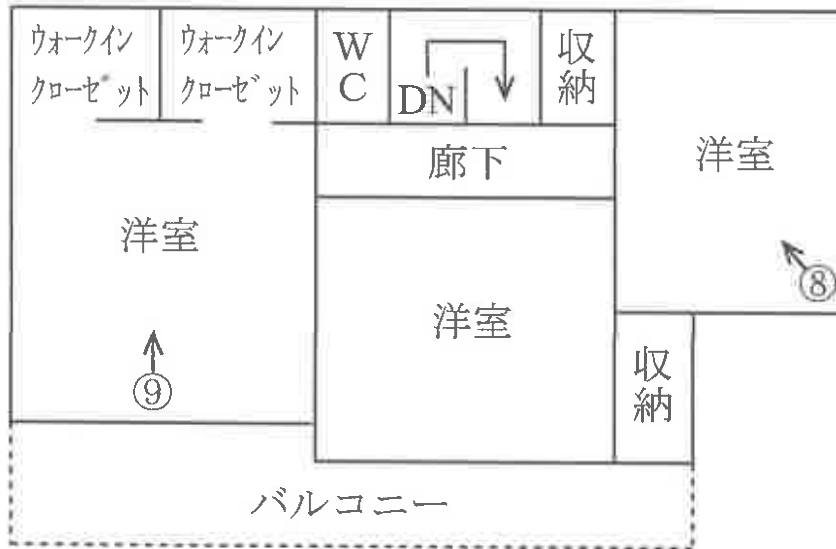 ウォークイン
クローゼット
ウォークイン
クローゼット
WC
DN
収納
洋室
廊下
洋室
洋室
⑧
⑨
収納
バルコニー